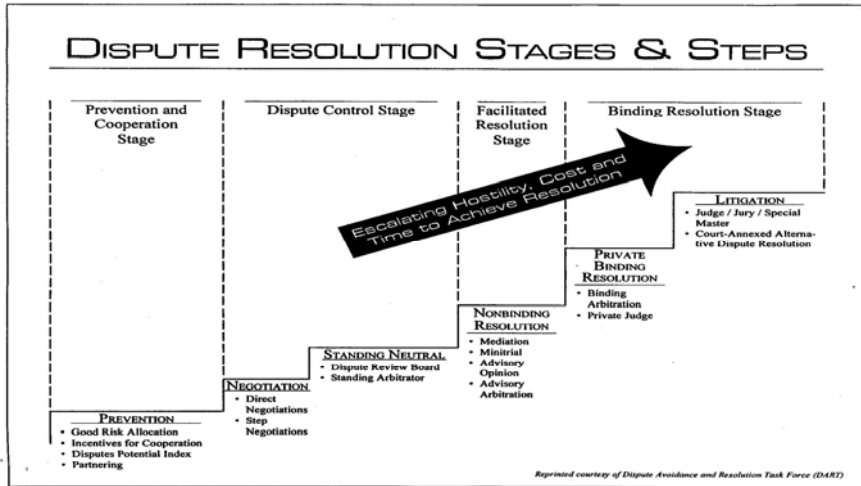 DISPUTE RESOLUTION STAGES & STEPS
Prevention and
Cooperation
Stage
Dispute Control Stage
Facilitated
Resolution
Stage
Binding Resolution Stage
Escalating Hostility, Cost and
Time to Achieve Resolution
LITIGATION
• Judge / Jury / Special
Master
• Court-Annexed Alterna-
tive Dispute Resolution
PRIVATE
BINDING
RESOLUTION
• Binding
Arbitration
• Private Judge
NONBINDING
RESOLUTION
• Mediation
• Minitrial
• Advisory
Opinion
• Advisory
Arbitration
STANDING NEUTRAL
• Dispute Review Board
• Standing Arbitrator
NEGOTIATION
• Direct
Negotiations
• Step
Negotiations
PREVENTION
• Good Risk Allocation
• Incentives for Cooperation
• Disputes Potential Index
• Partnering
Reprinted courtesy of Dispute Avoidance and Resolution Task Force (DART)